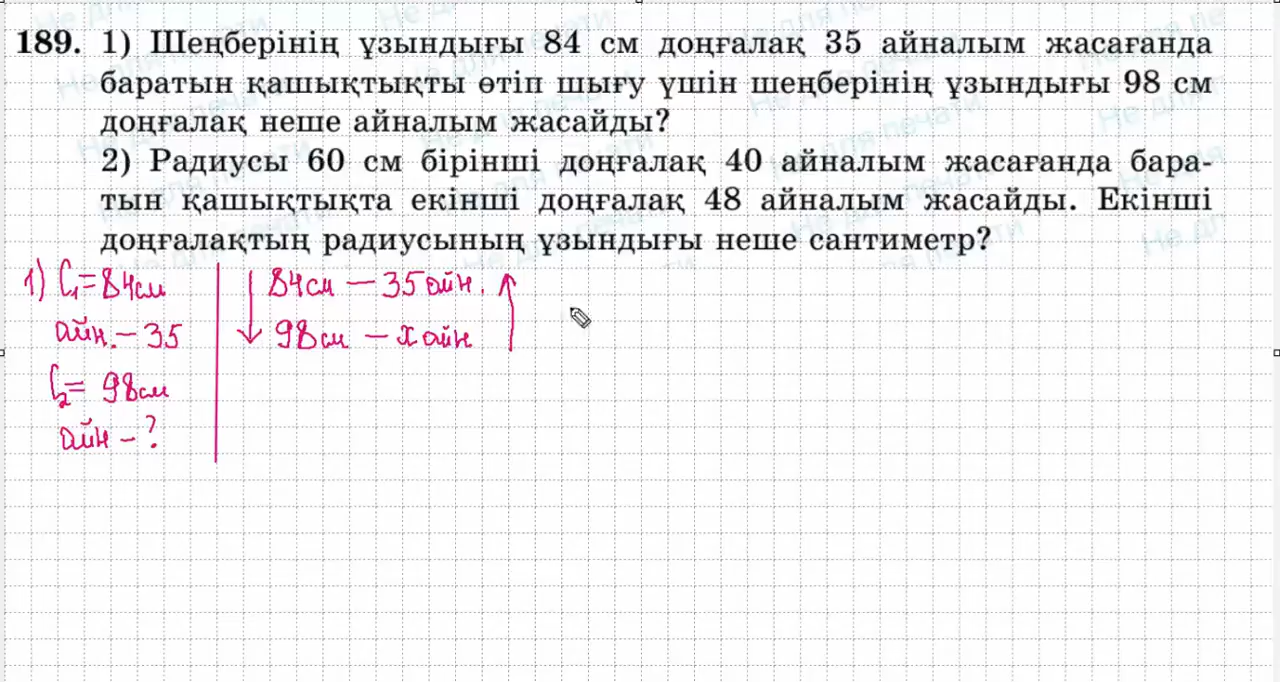 189. 1) Шеңберінің ұзындығы 84 см доңғалақ 35 айналым жасағанда
баратын қашықтықты өтіп шығу үшін шеңберінің ұзындығы 98 см
доңғалақ неше айналым жасайды?
2) Радиусы 60 см бірінші доңғалақ 40 айналым жасағанда бара-
тын қашықтықта екінші доңғалақ 48 айналым жасайды. Екінші
доңғалақтың радиусының ұзындығы неше сантиметр?
1) C₁=84см
айн. – 35
C₂= 98см
айн – ?
84см – 35 айн.
98см – x айн